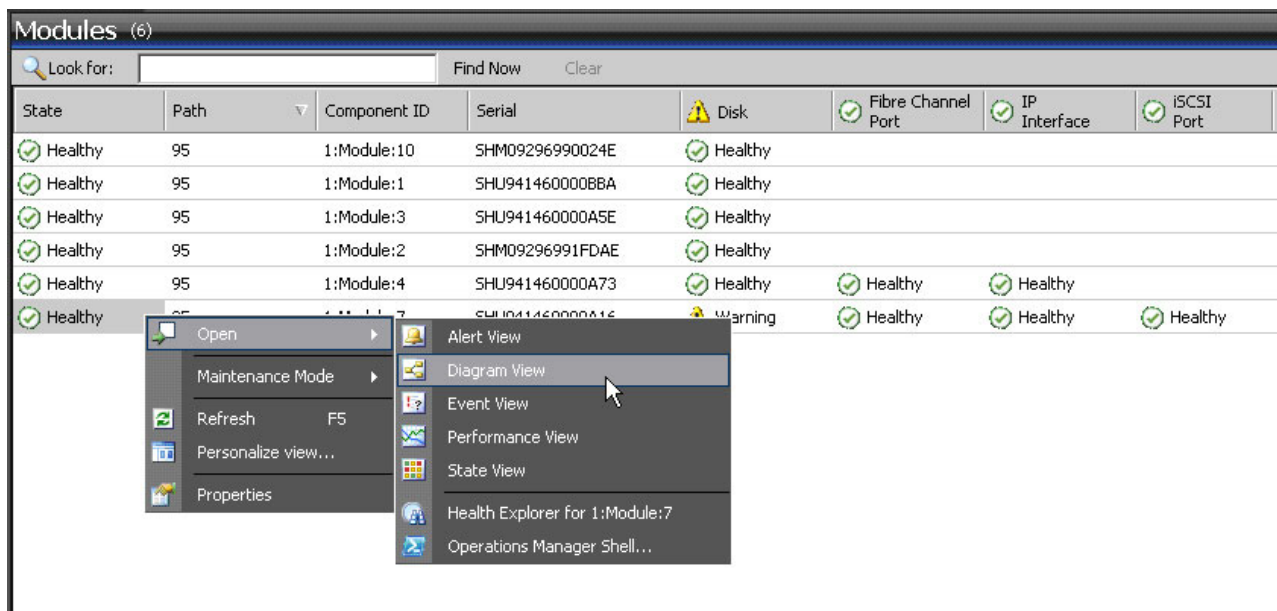 Modules (6)
Look for: Find Now Clear
State Path Component ID Serial Disk Fibre Channel Port IP Interface iSCSI Port
Healthy 95 1:Module:10 SHM09296990024E Healthy
Healthy 95 1:Module:1 SHU941460000BBA Healthy
Healthy 95 1:Module:3 SHU941460000A5E Healthy
Healthy 95 1:Module:2 SHM09296991FDAE Healthy
Healthy 95 1:Module:4 SHU941460000A73 Healthy Healthy Healthy
Healthy Warning Healthy Healthy Healthy
Open
Maintenance Mode
Refresh F5
Personalize view...
Properties
Alert View
Diagram View
Event View
Performance View
State View
Health Explorer for 1:Module:7
Operations Manager Shell...